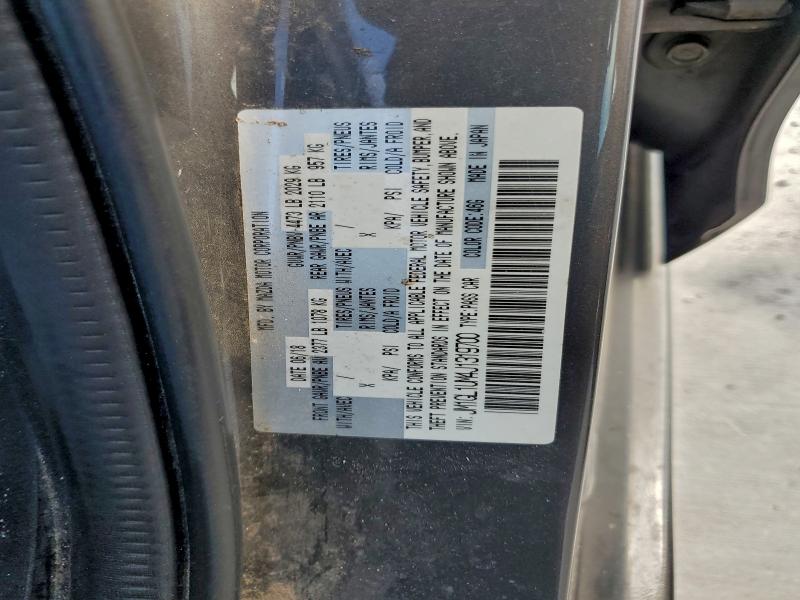 MFD. BY MAZDA MOTOR CORPORATION
DATE 06/18 GVWR/PNBV 4473 LB 2029 KG
FRONT GAWR/PNBE AV 2377 LB 1078 KG REAR GAWR/PNBE AR 2110 LB 957 KG
WITH/AVEC TIRES/PNEUS WITH/AVEC TIRES/PNEUS
/ RIMS/JANTES / RIMS/JANTES
X COLD/A FROID X COLD/A FROID
KPA/ PSI KPA/ PSI
THIS VEHICLE CONFORMS TO ALL APPLICABLE FEDERAL MOTOR VEHICLE SAFETY, BUMPER, AND
THEFT PREVENTION STANDARDS IN EFFECT ON THE DATE OF MANUFACTURE SHOWN ABOVE.
VIN: JM1GL1UM4J1319700 TYPE:PASS CAR COLOR CODE:46G MADE IN JAPAN